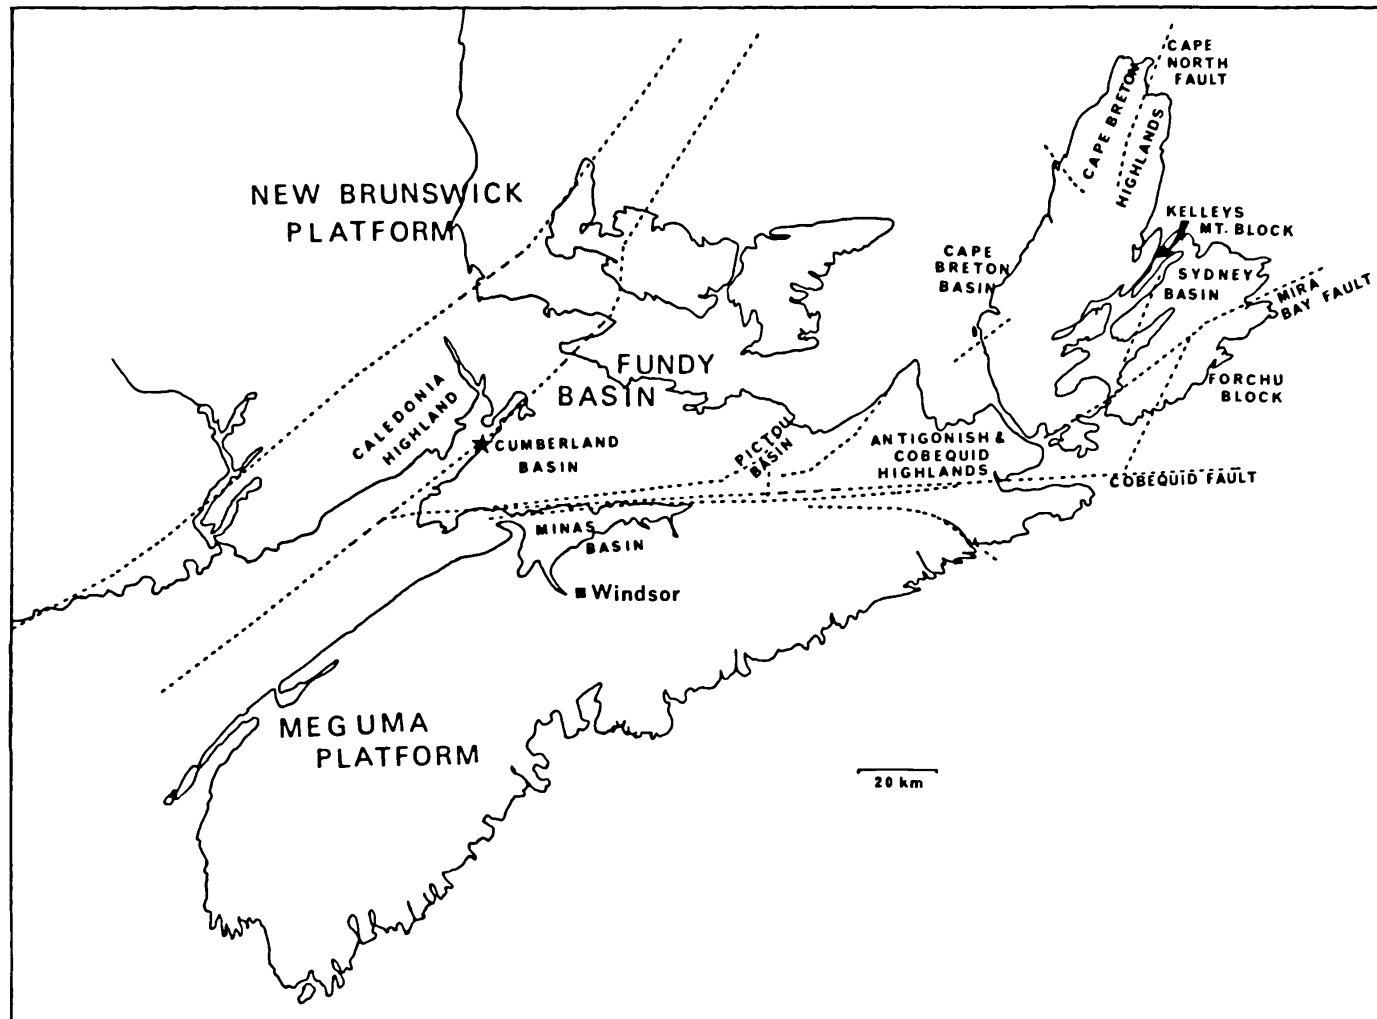 CAPE
NORTH
FAULT
CAPE BRETON
HIGHLANDS
NEW BRUNSWICK
PLATFORM
KELLEYS
MT. BLOCK
CAPE
BRETON
BASIN
SYDNEY
BASIN
MIRA
BAY FAULT
FUNDY
BASIN
FORCHU
BLOCK
CALEDONIA
HIGHLAND
CUMBERLAND
BASIN
PICTOU
BASIN
ANTIGONISH &
COBEQUID
HIGHLANDS
COBEQUID FAULT
MINAS
BASIN
Windsor
MEGUMA
PLATFORM
20 km